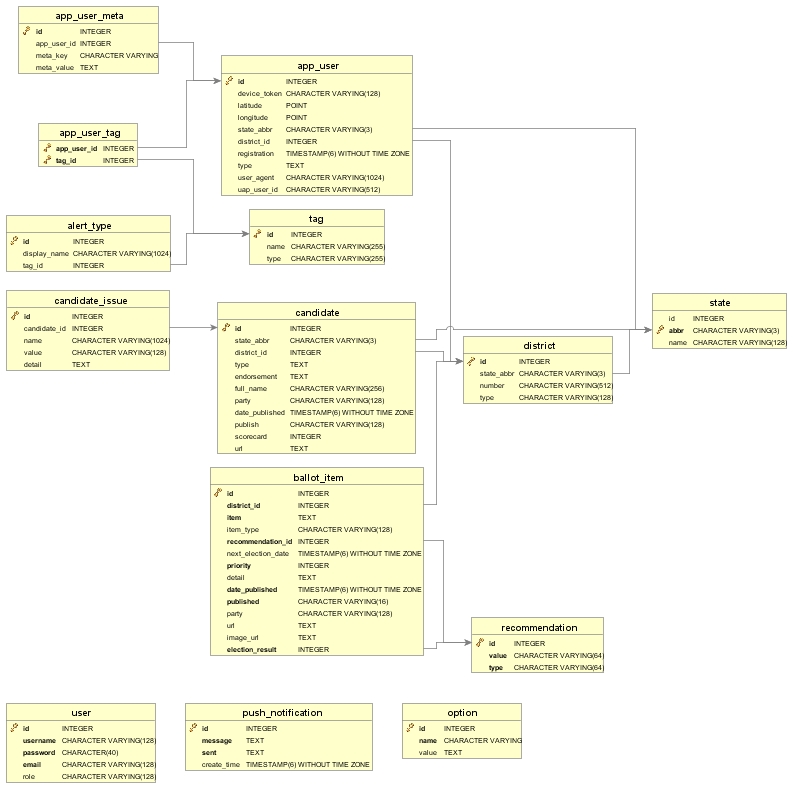 app_user_meta
id INTEGER
app_user_id INTEGER
meta_key CHARACTER VARYING
meta_value TEXT
app_user
id INTEGER
device_token CHARACTER VARYING(128)
latitude POINT
longitude POINT
state_abbr CHARACTER VARYING(3)
district_id INTEGER
registration TIMESTAMP(6) WITHOUT TIME ZONE
type TEXT
user_agent CHARACTER VARYING(1024)
uap_user_id CHARACTER VARYING(512)
app_user_tag
app_user_id INTEGER
tag_id INTEGER
alert_type
id INTEGER
display_name CHARACTER VARYING(1024)
tag_id INTEGER
tag
id INTEGER
name CHARACTER VARYING(255)
type CHARACTER VARYING(255)
candidate_issue
id INTEGER
candidate_id INTEGER
name CHARACTER VARYING(1024)
value CHARACTER VARYING(128)
detail TEXT
candidate
id INTEGER
state_abbr CHARACTER VARYING(3)
district_id INTEGER
type TEXT
endorsement TEXT
full_name CHARACTER VARYING(256)
party CHARACTER VARYING(128)
date_published TIMESTAMP(6) WITHOUT TIME ZONE
publish CHARACTER VARYING(128)
scorecard INTEGER
url TEXT
state
id INTEGER
abbr CHARACTER VARYING(3)
name CHARACTER VARYING(128)
district
id INTEGER
state_abbr CHARACTER VARYING(3)
number CHARACTER VARYING(512)
type CHARACTER VARYING(128)
ballot_item
id INTEGER
district_id INTEGER
item TEXT
item_type CHARACTER VARYING(128)
recommendation_id INTEGER
next_election_date TIMESTAMP(6) WITHOUT TIME ZONE
priority INTEGER
detail TEXT
date_published TIMESTAMP(6) WITHOUT TIME ZONE
published CHARACTER VARYING(16)
party CHARACTER VARYING(128)
url TEXT
image_url TEXT
election_result INTEGER
recommendation
id INTEGER
value CHARACTER VARYING(64)
type CHARACTER VARYING(64)
user
id INTEGER
username CHARACTER VARYING(128)
password CHARACTER(40)
email CHARACTER VARYING(128)
role CHARACTER VARYING(128)
push_notification
id INTEGER
message TEXT
sent TEXT
create_time TIMESTAMP(6) WITHOUT TIME ZONE
option
id INTEGER
name CHARACTER VARYING
value TEXT